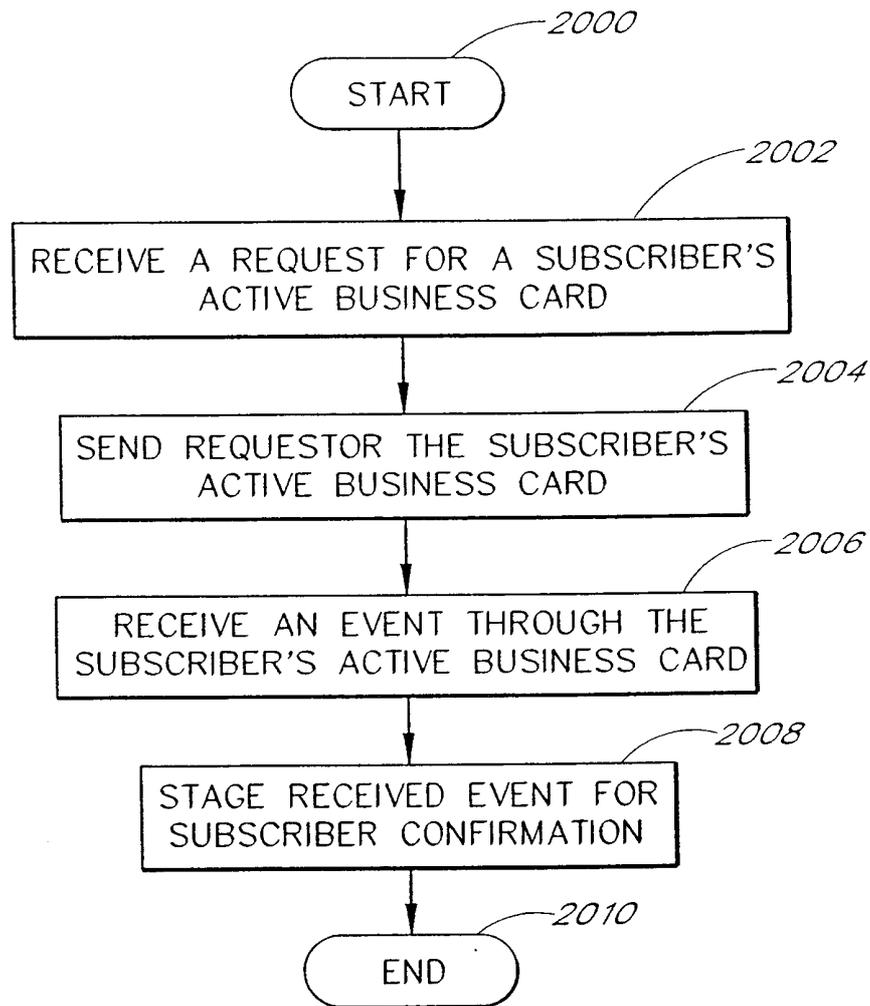 2000
START
2002
RECEIVE A REQUEST FOR A SUBSCRIBER'S
ACTIVE BUSINESS CARD
2004
SEND REQUESTOR THE SUBSCRIBER'S
ACTIVE BUSINESS CARD
2006
RECEIVE AN EVENT THROUGH THE
SUBSCRIBER'S ACTIVE BUSINESS CARD
2008
STAGE RECEIVED EVENT FOR
SUBSCRIBER CONFIRMATION
2010
END